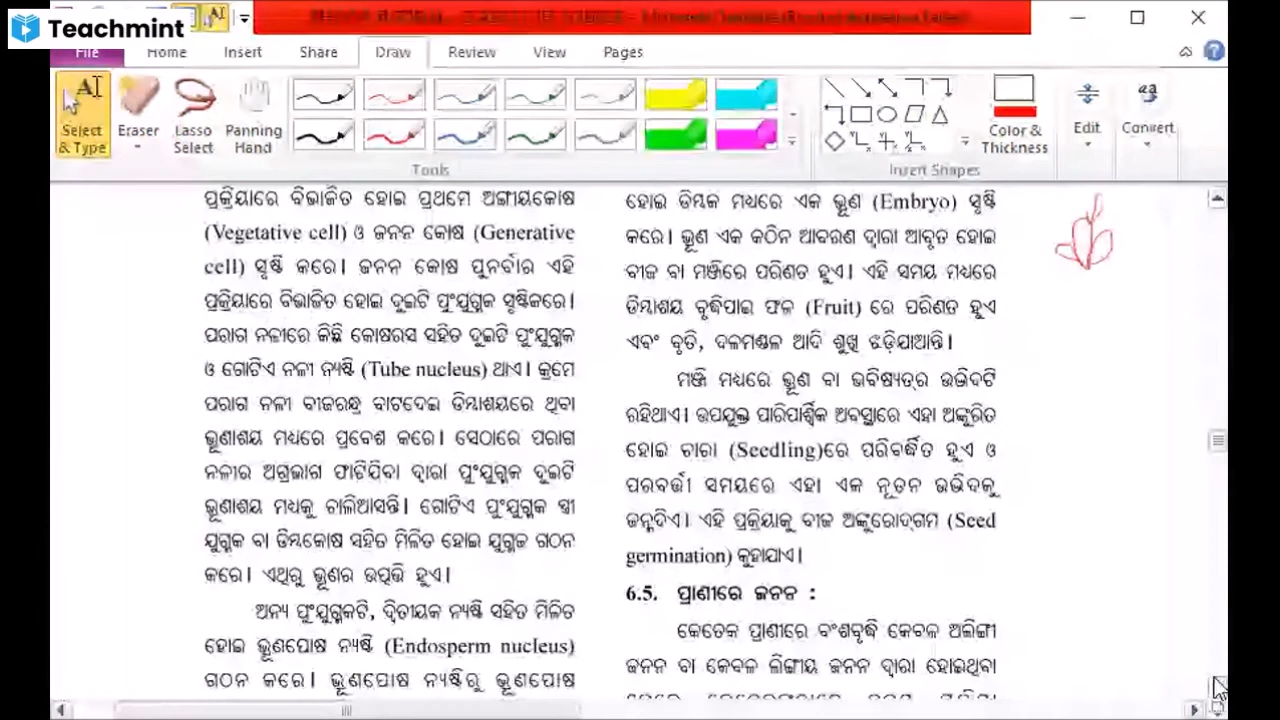 Teachmint
File Home Insert Share Draw Review View Pages
Select & Type
Eraser
Lasso Select
Panning Hand
Color & Thickness
Edit
Convert
Tools
Insert Shapes
ପ୍ରକ୍ରିୟାରେ ବିଭାଜିତ ହୋଇ ପ୍ରଥମେ ଅଙ୍ଗୀୟକୋଷ
(Vegetative cell) ଓ ଜନନ କୋଷ (Generative
cell) ସୃଷ୍ଟି କରେ। ଜନନ କୋଷ ପୁନର୍ବାର ଏହି
ପ୍ରକ୍ରିୟାରେ ବିଭାଜିତ ହୋଇ ଦୁଇଟି ପୁଂଯୁଗ୍ମକ ସୃଷ୍ଟିକରେ।
ପରାଗ ନଳୀରେ କିଛି କୋଷରସ ସହିତ ଦୁଇଟି ପୁଂଯୁଗ୍ମକ
ଓ ଗୋଟିଏ ନଳୀ ନ୍ୟଷ୍ଟି (Tube nucleus) ଥାଏ। କ୍ରମେ
ପରାଗ ନଳୀ ବୀଜରନ୍ଧ୍ର ବାଟଦେଇ ଡିମ୍ବାଶୟରେ ଥିବା
ଭ୍ରୂଣାଶୟ ମଧ୍ୟରେ ପ୍ରବେଶ କରେ। ସେଠାରେ ପରାଗ
ନଳୀର ଅଗ୍ରଭାଗ ଫାଟିଯିବା ଦ୍ୱାରା ପୁଂଯୁଗ୍ମକ ଦୁଇଟି
ଭ୍ରୂଣାଶୟ ମଧ୍ୟକୁ ଚାଲିଆସନ୍ତି। ଗୋଟିଏ ପୁଂଯୁଗ୍ମକ ସ୍ତ୍ରୀ
ଯୁଗ୍ମକ ବା ଡିମ୍ବକୋଷ ସହିତ ମିଳିତ ହୋଇ ଯୁଗ୍ମଜ ଗଠନ
କରେ। ଏଥିରୁ ଭ୍ରୂଣର ଉତ୍ପତ୍ତି ହୁଏ।
ଅନ୍ୟ ପୁଂଯୁଗ୍ମକଟି, ଦ୍ୱିତୀୟକ ନ୍ୟଷ୍ଟି ସହିତ ମିଳିତ
ହୋଇ ଭ୍ରୂଣପୋଷ ନ୍ୟଷ୍ଟି (Endosperm nucleus)
ଗଠନ କରେ। ଭ୍ରୂଣପୋଷ ନ୍ୟଷ୍ଟିରୁ ଭ୍ରୂଣପୋଷ
ହୋଇ ଡିମ୍ବକ ମଧ୍ୟରେ ଏକ ଭ୍ରୂଣ (Embryo) ସୃଷ୍ଟି
କରେ। ଭ୍ରୂଣ ଏକ କଠିନ ଆବରଣ ଦ୍ୱାରା ଆବୃତ ହୋଇ
ବୀଜ ବା ମଞ୍ଜିରେ ପରିଣତ ହୁଏ। ଏହି ସମୟ ମଧ୍ୟରେ
ଡିମ୍ବାଶୟ ବୃଦ୍ଧିପାଇ ଫଳ (Fruit) ରେ ପରିଣତ ହୁଏ
ଏବଂ ବୃତି, ଦଳମଣ୍ଡଳ ଆଦି ଶୁଖି ଝଡ଼ିଯାଆନ୍ତି।
ମଞ୍ଜି ମଧ୍ୟରେ ଭ୍ରୂଣ ବା ଭବିଷ୍ୟତ୍‌ର ଉଦ୍ଭିଦଟି
ରହିଥାଏ। ଉପଯୁକ୍ତ ପାରିପାର୍ଶ୍ୱିକ ଅବସ୍ଥାରେ ଏହା ଅଙ୍କୁରିତ
ହୋଇ ଚାରା (Seedling)ରେ ପରିବର୍ଦ୍ଧିତ ହୁଏ ଓ
ପରବର୍ତ୍ତୀ ସମୟରେ ଏହା ଏକ ନୂତନ ଉଦ୍ଭିଦକୁ
ଜନ୍ମଦିଏ। ଏହି ପ୍ରକ୍ରିୟାକୁ ବୀଜ ଅଙ୍କୁରୋଦ୍‌ଗମ (Seed
germination) କୁହାଯାଏ।
6.5. ପ୍ରାଣୀରେ ଜନନ :
କେତେକ ପ୍ରାଣୀରେ ବଂଶବୃଦ୍ଧି କେବଳ ଅଲିଙ୍ଗୀ
ଜନନ ବା କେବଳ ଲିଙ୍ଗୀୟ ଜନନ ଦ୍ୱାରା ହୋଇଥିବା